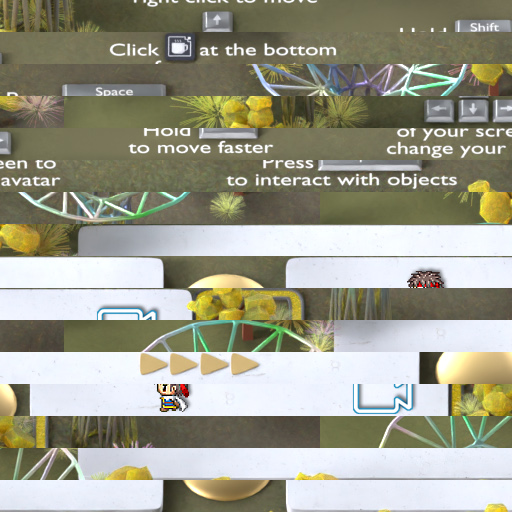 right click to move
Hold Shift
Click at the bottom
Space
Hold of your scre
to move faster change your
een to Press
avatar to interact with objects